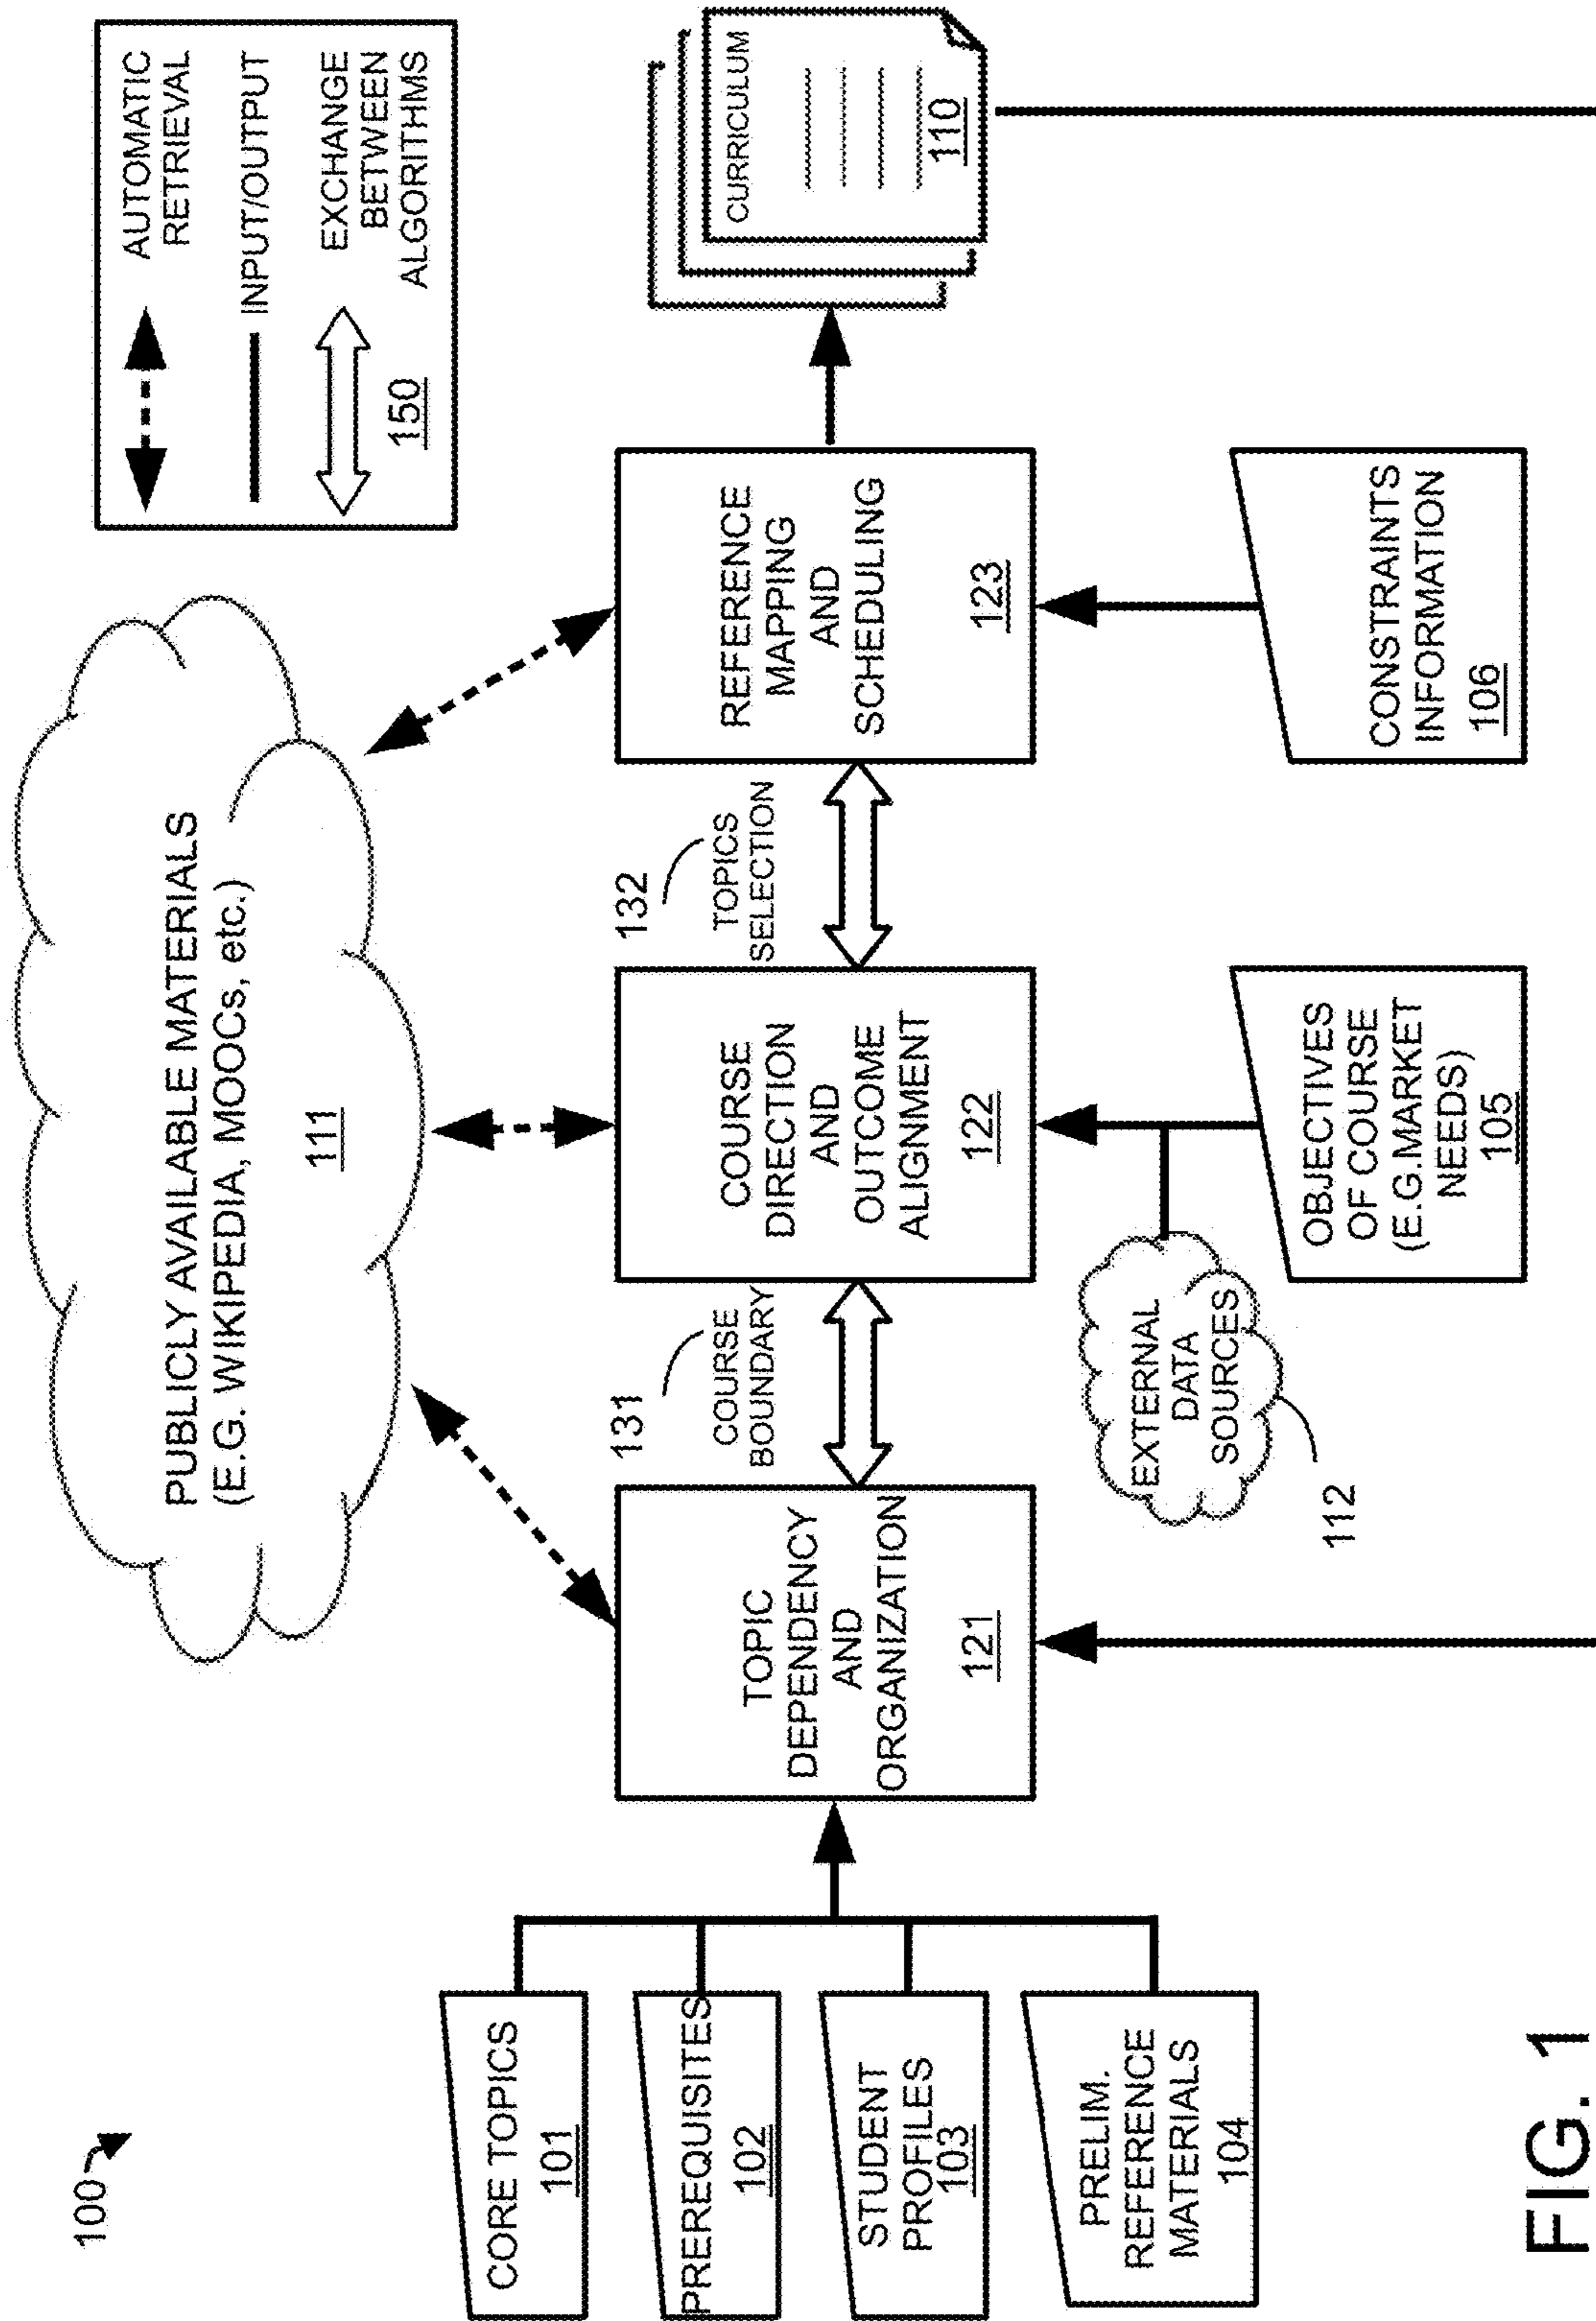 100
PUBLICLY AVAILABLE MATERIALS
(E.G. WIKIPEDIA, MOOCs, etc.)
111
AUTOMATIC
RETRIEVAL
INPUT/OUTPUT
EXCHANGE
BETWEEN
ALGORITHMS
150
CORE TOPICS
101
PREREQUISITES
102
STUDENT
PROFILES
103
PRELIM.
REFERENCE
MATERIALS
104
TOPIC
DEPENDENCY
AND
ORGANIZATION
121
131
COURSE
BOUNDARY
COURSE
DIRECTION
AND
OUTCOME
ALIGNMENT
122
132
TOPICS
SELECTION
REFERENCE
MAPPING
AND
SCHEDULING
123
CURRICULUM
110
EXTERNAL
DATA
SOURCES
112
OBJECTIVES
OF COURSE
(E.G.MARKET
NEEDS)
105
CONSTRAINTS
INFORMATION
106
FIG. 1